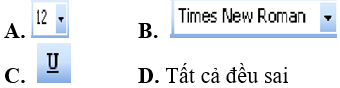 A. 12 B. Times New Roman
C. U D. Tất cả đều sai